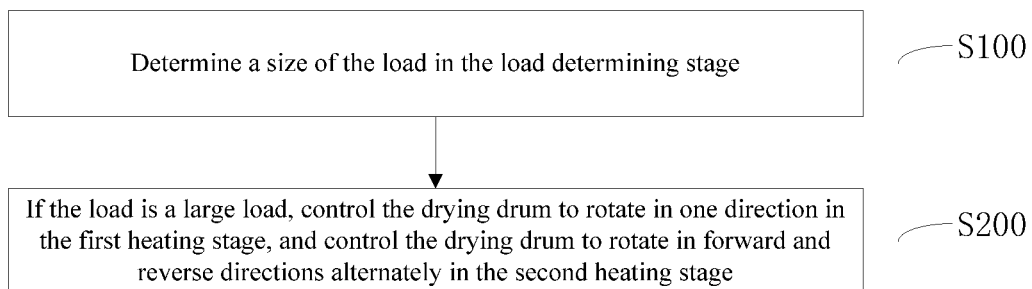 Determine a size of the load in the load determining stage
S100
If the load is a large load, control the drying drum to rotate in one direction in
the first heating stage, and control the drying drum to rotate in forward and
reverse directions alternately in the second heating stage
S200